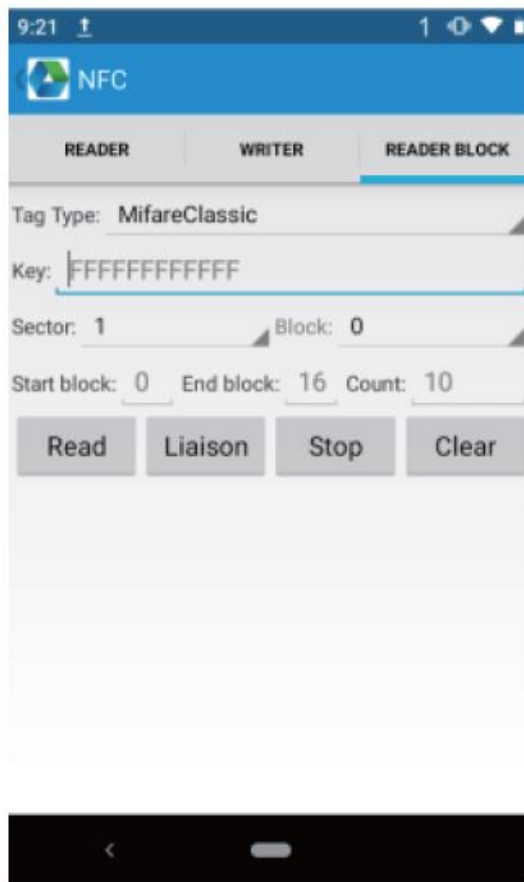 9:21 1
NFC
READER WRITER READER BLOCK
Tag Type: MifareClassic
Key: FFFFFFFFFFFF
Sector: 1 Block: 0
Start block: 0 End block: 16 Count: 10
Read Liaison Stop Clear